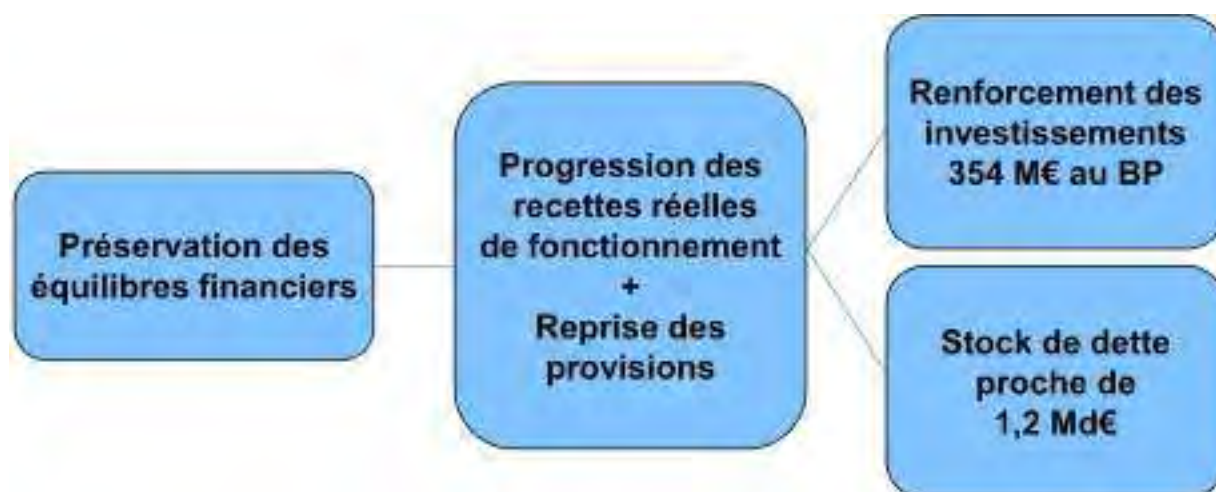 Préservation des
équilibres financiers
Progression des
recettes réelles
de fonctionnement
+
Reprise des
provisions
Renforcement des
investissements
354 M€ au BP
Stock de dette
proche de
1,2 Md€